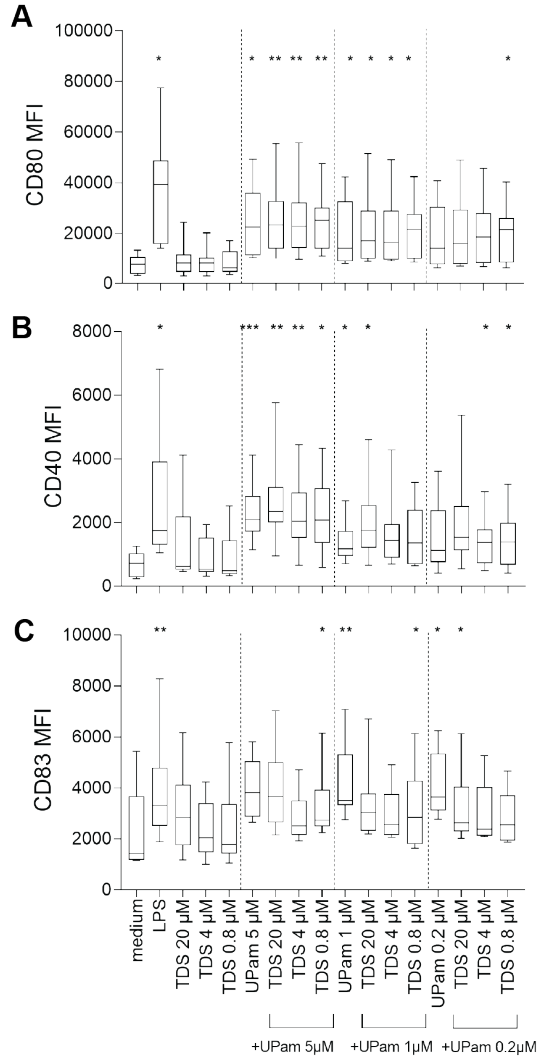 A
100000
80000
60000
40000
20000
0
CD80 MFI
* * ** ** ** * * * * *
B
8000
6000
4000
2000
0
CD40 MFI
* *** ** ** * * * * *
C
10000
8000
6000
4000
2000
0
CD83 MFI
** * ** * * *
medium
LPS
TDS 20 µM
TDS 4 µM
TDS 0.8 µM
UPam 5 µM
TDS 20 µM
TDS 4 µM
TDS 0.8 µM
UPam 1 µM
TDS 20 µM
TDS 4 µM
TDS 0.8 µM
UPam 0.2 µM
TDS 20 µM
TDS 4 µM
TDS 0.8 µM
+UPam 5µM
+UPam 1µM
+UPam 0.2µM